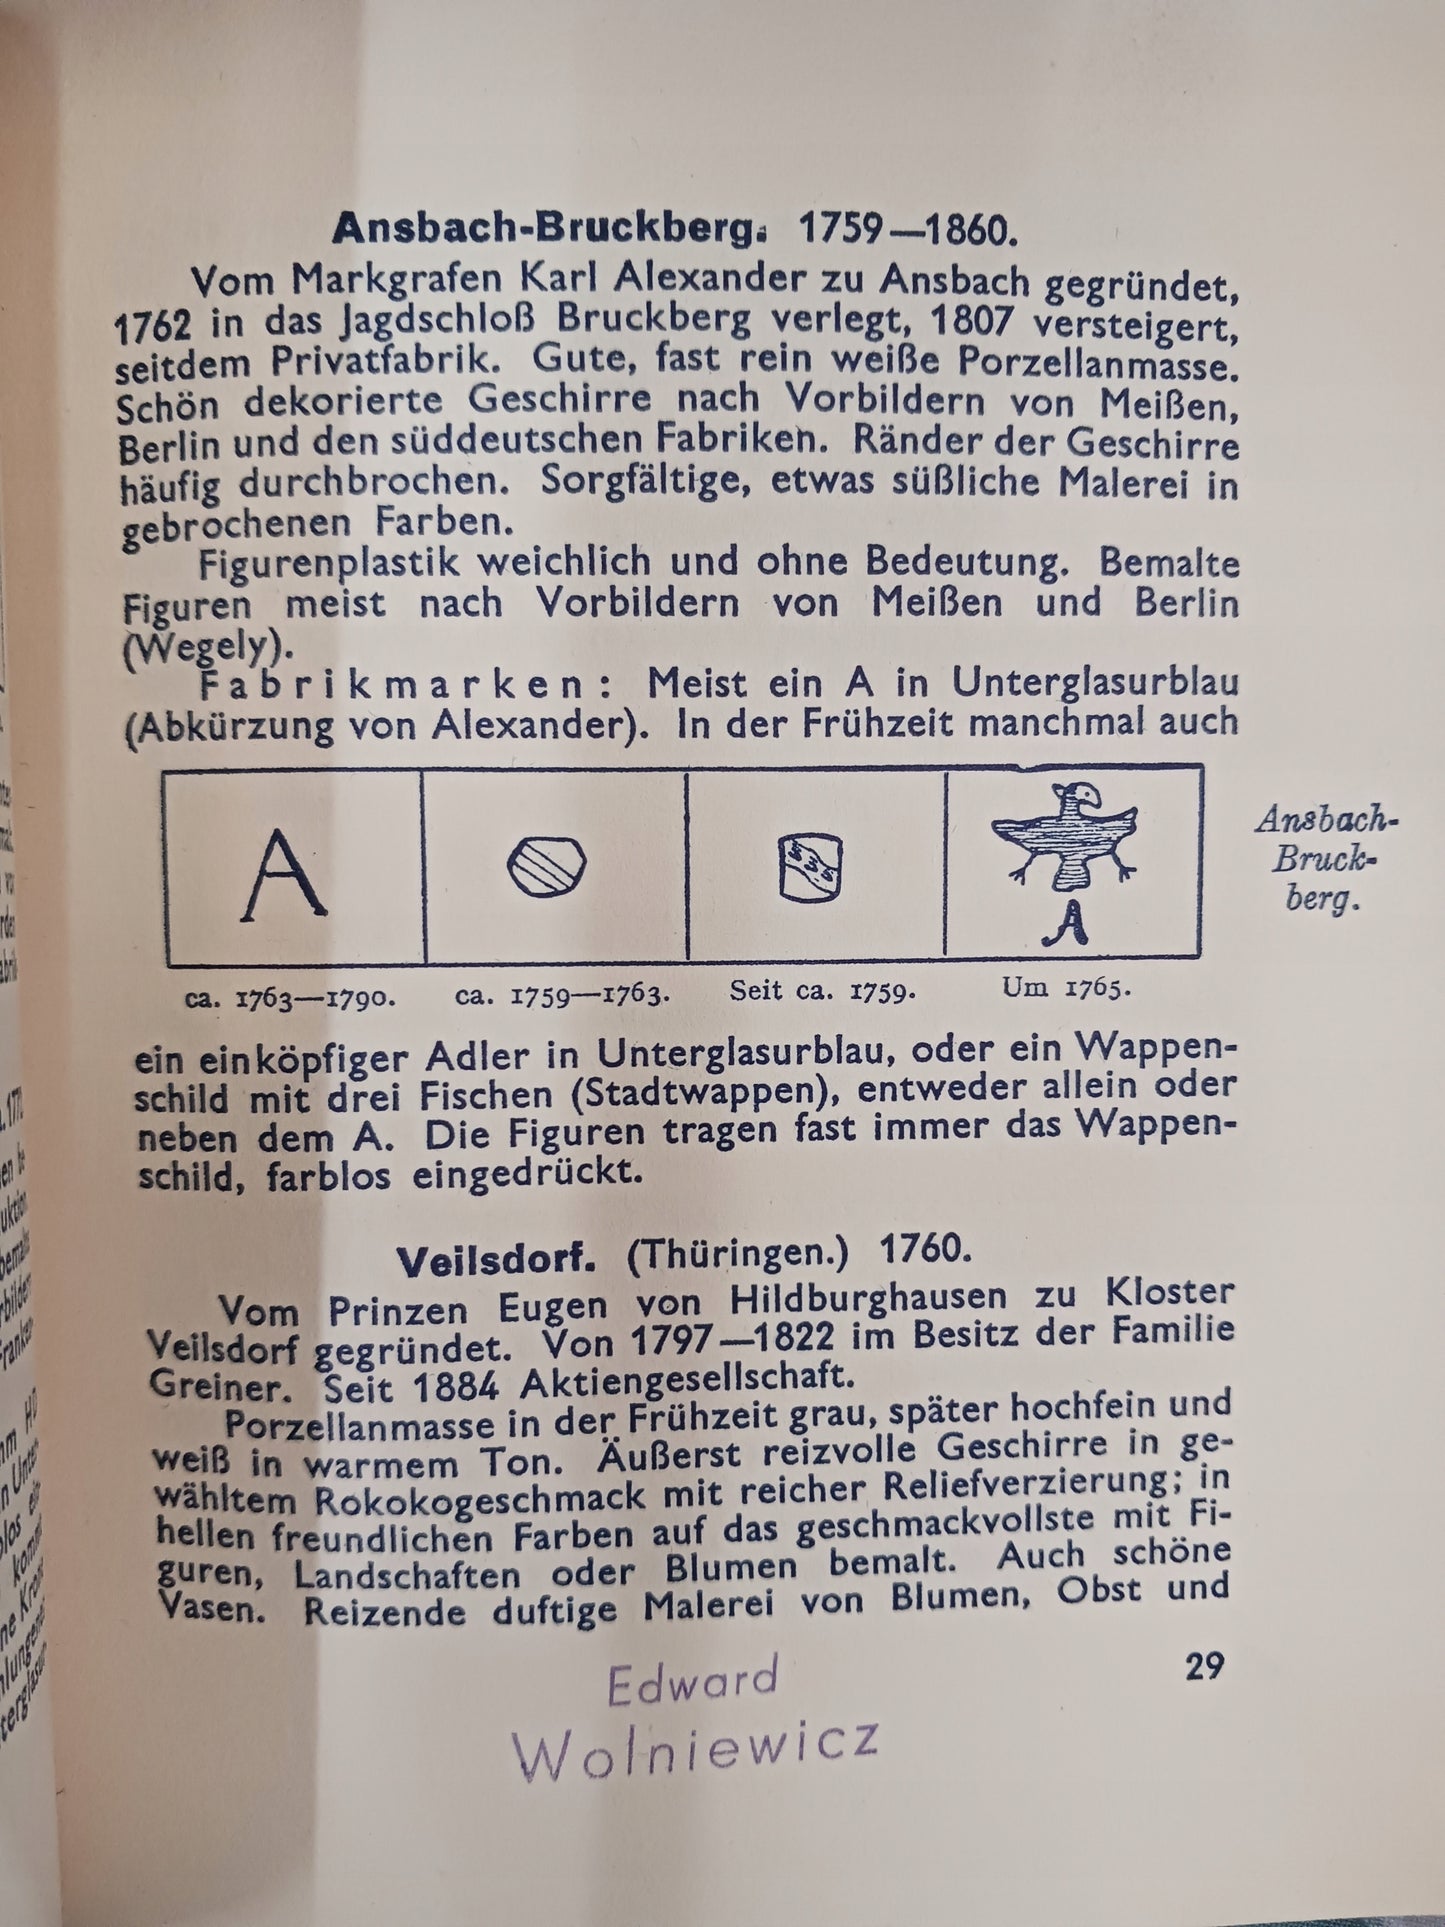 Ansbach-Bruckberg. 1759—1860.
Vom Markgrafen Karl Alexander zu Ansbach gegründet,
1762 in das Jagdschloß Bruckberg verlegt, 1807 versteigert,
seitdem Privatfabrik. Gute, fast rein weiße Porzellanmasse.
Schön dekorierte Geschirre nach Vorbildern von Meißen,
Berlin und den süddeutschen Fabriken. Ränder der Geschirre
häufig durchbrochen. Sorgfältige, etwas süßliche Malerei in
gebrochenen Farben.
Figurenplastik weichlich und ohne Bedeutung. Bemalte
Figuren meist nach Vorbildern von Meißen und Berlin
(Wegely).
Fabrikmarken: Meist ein A in Unterglasurblau
(Abkürzung von Alexander). In der Frühzeit manchmal auch
A
A
Ansbach-
Bruck-
berg.
ca. 1763—1790. ca. 1759—1763. Seit ca. 1759. Um 1765.
ein einköpfiger Adler in Unterglasurblau, oder ein Wappen-
schild mit drei Fischen (Stadtwappen), entweder allein oder
neben dem A. Die Figuren tragen fast immer das Wappen-
schild, farblos eingedrückt.
Veilsdorf. (Thüringen.) 1760.
Vom Prinzen Eugen von Hildburghausen zu Kloster
Veilsdorf gegründet. Von 1797—1822 im Besitz der Familie
Greiner. Seit 1884 Aktiengesellschaft.
Porzellanmasse in der Frühzeit grau, später hochfein und
weiß in warmem Ton. Äußerst reizvolle Geschirre in ge-
wähltem Rokokogeschmack mit reicher Reliefverzierung; in
hellen freundlichen Farben auf das geschmackvollste mit Fi-
guren, Landschaften oder Blumen bemalt. Auch schöne
Vasen. Reizende duftige Malerei von Blumen, Obst und
29
Edward
Wolniewicz